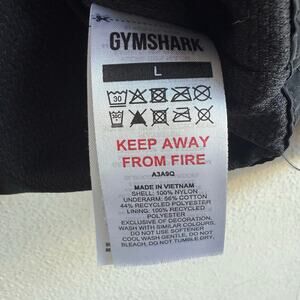 GYMSHARK
L
30
KEEP AWAY
FROM FIRE
A3A9Q
MADE IN VIETNAM
SHELL: 100% NYLON
UNDERARM: 56% COTTON
44% RECYCLED POLYESTER
LINING: 100% RECYCLED
POLYESTER
EXCLUSIVE OF DECORATION.
WASH WITH SIMILAR COLOURS.
DO NOT USE SOFTENER
COOL WASH GENTLE, DO NOT
BLEACH, DO NOT TUMBLE DRY,